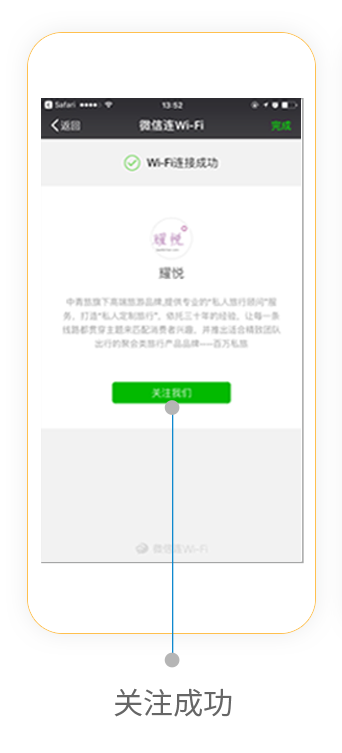 Safari 13:52
返回 微信连Wi-Fi 完成
Wi-Fi连接成功
耀悦
耀悦
中青旅旗下高端旅游品牌,提供专业的“私人旅行顾问”服
务，打造“私人定制旅行”，依托三十年的经验，让每一条
线路都贯穿主题来匹配消费者兴趣，并推出适合精致团队
出行的聚会类旅行产品品牌——百万私旅
关注我们
微信连Wi-Fi
关注成功